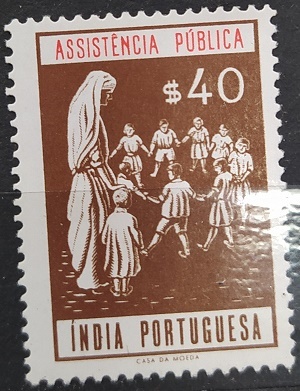 ASSISTÊNCIA PÚBLICA
$40
ÍNDIA PORTUGUESA
CASA DA MOEDA